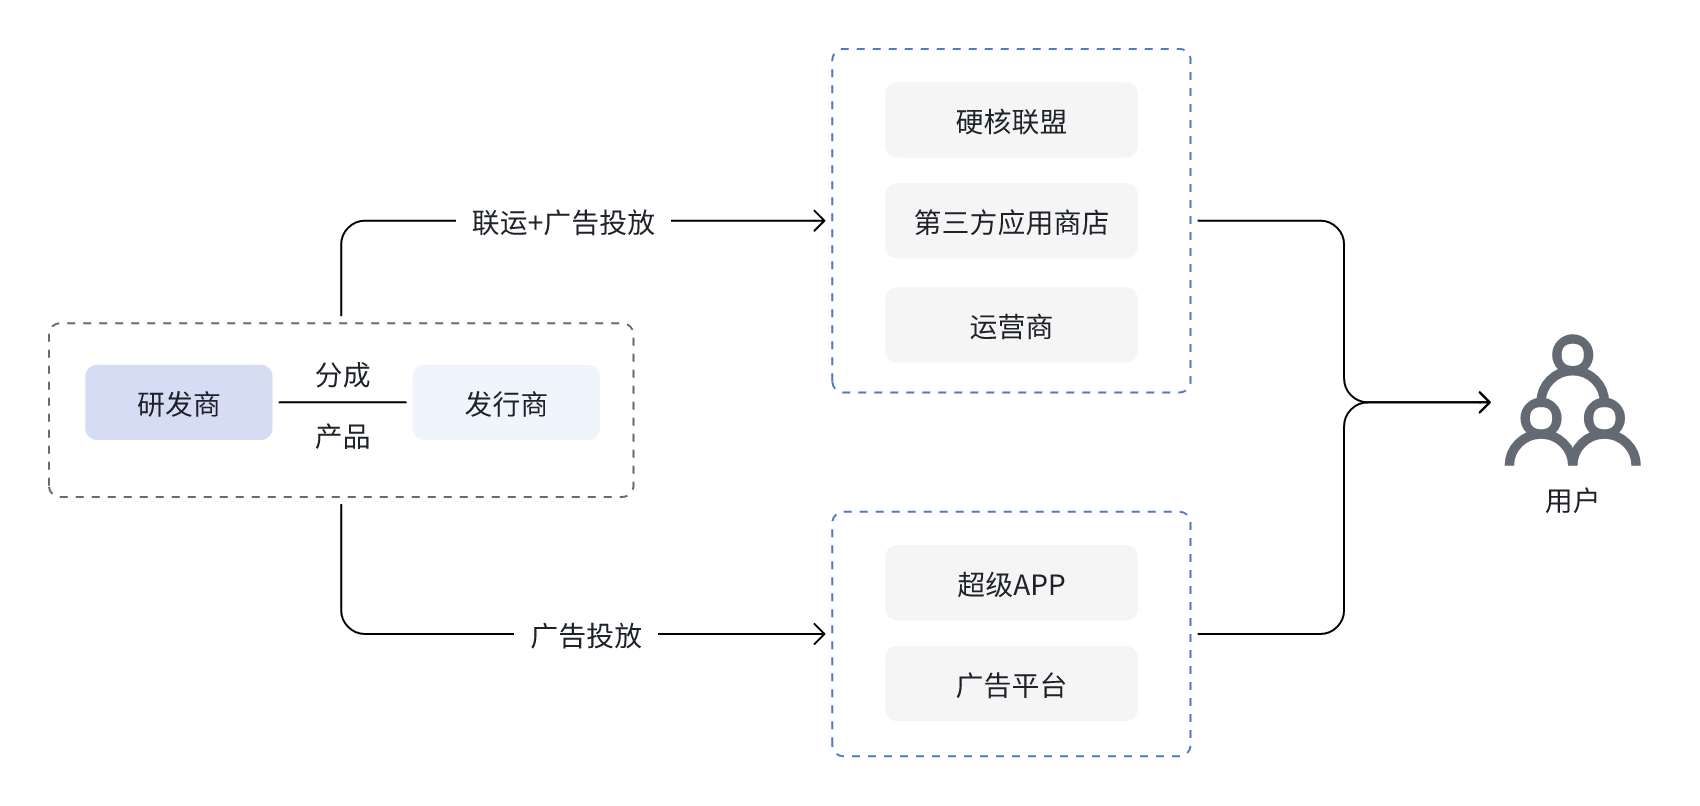 硬核联盟
联运+广告投放
第三方应用商店
运营商
分成
研发商
发行商
产品
用户
超级APP
广告投放
广告平台